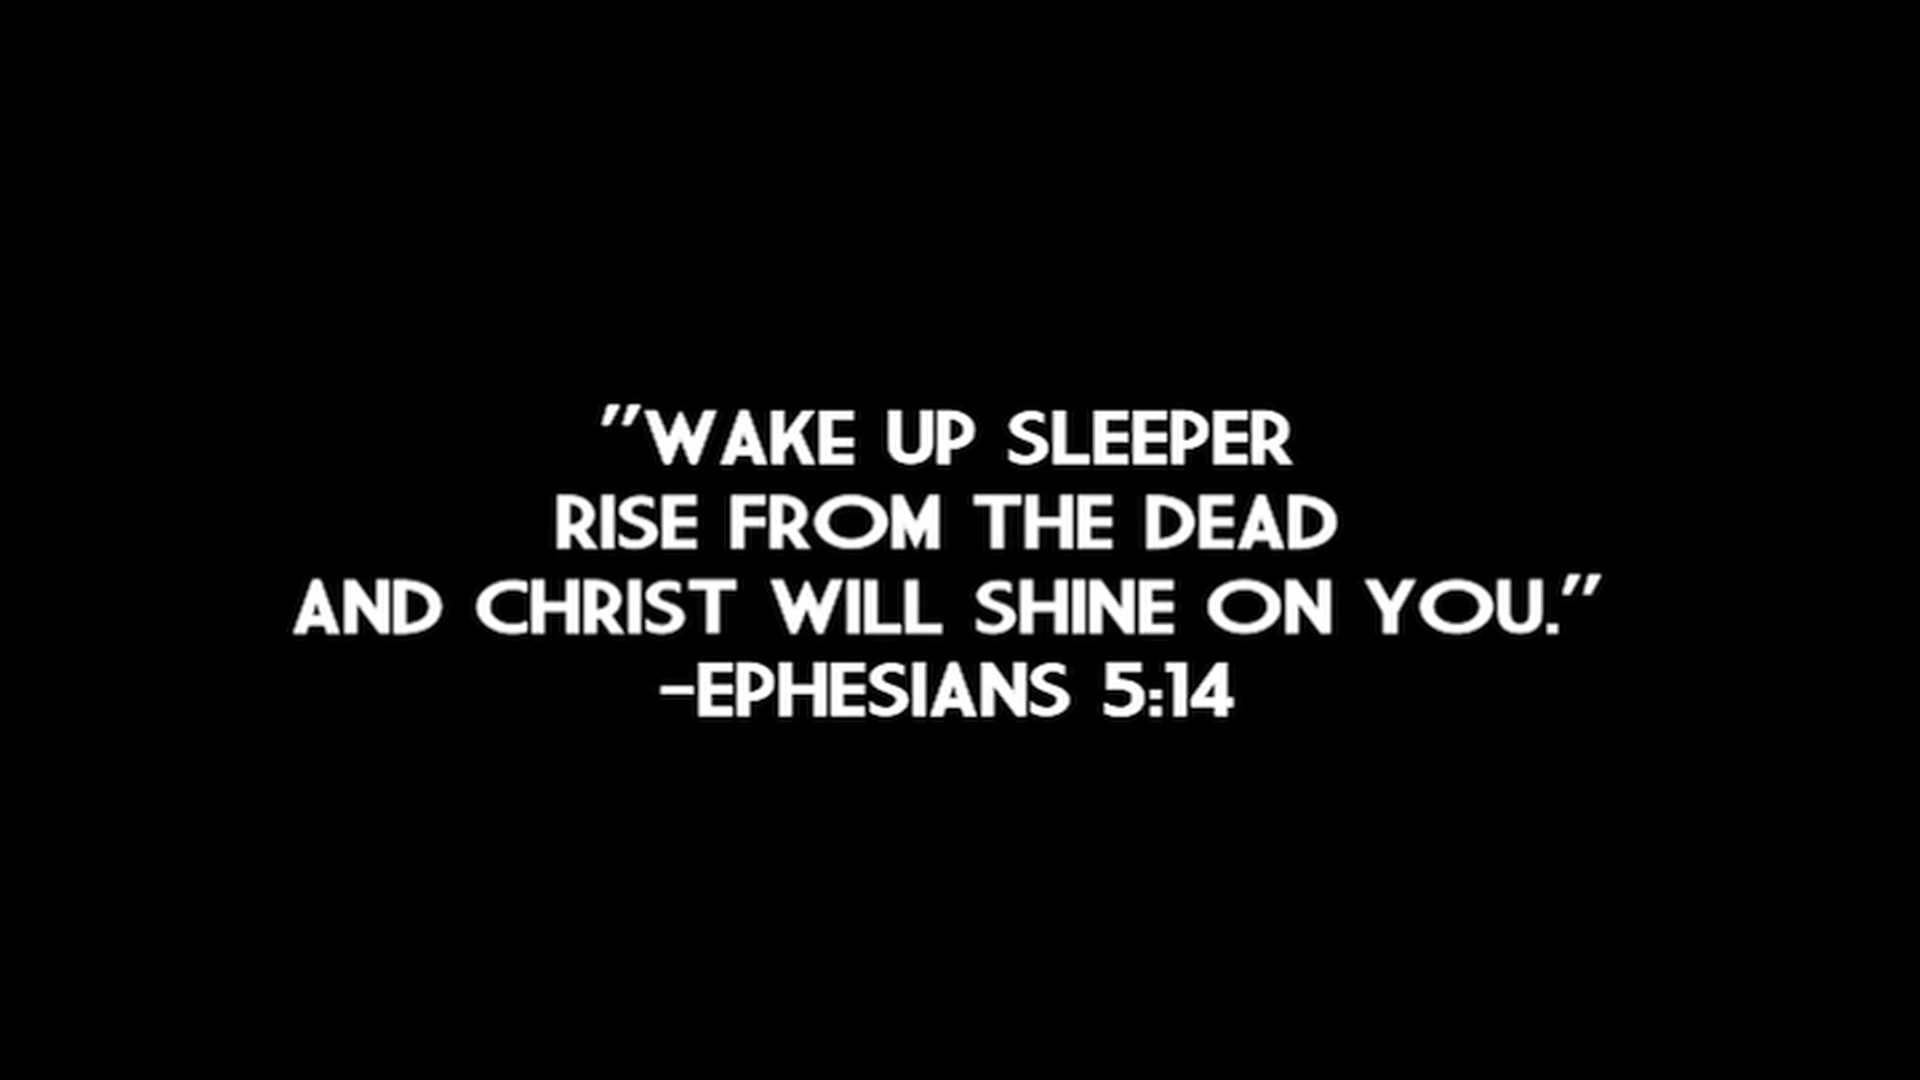 "WAKE UP SLEEPER
RISE FROM THE DEAD
AND CHRIST WILL SHINE ON YOU."
-EPHESIANS 5:14